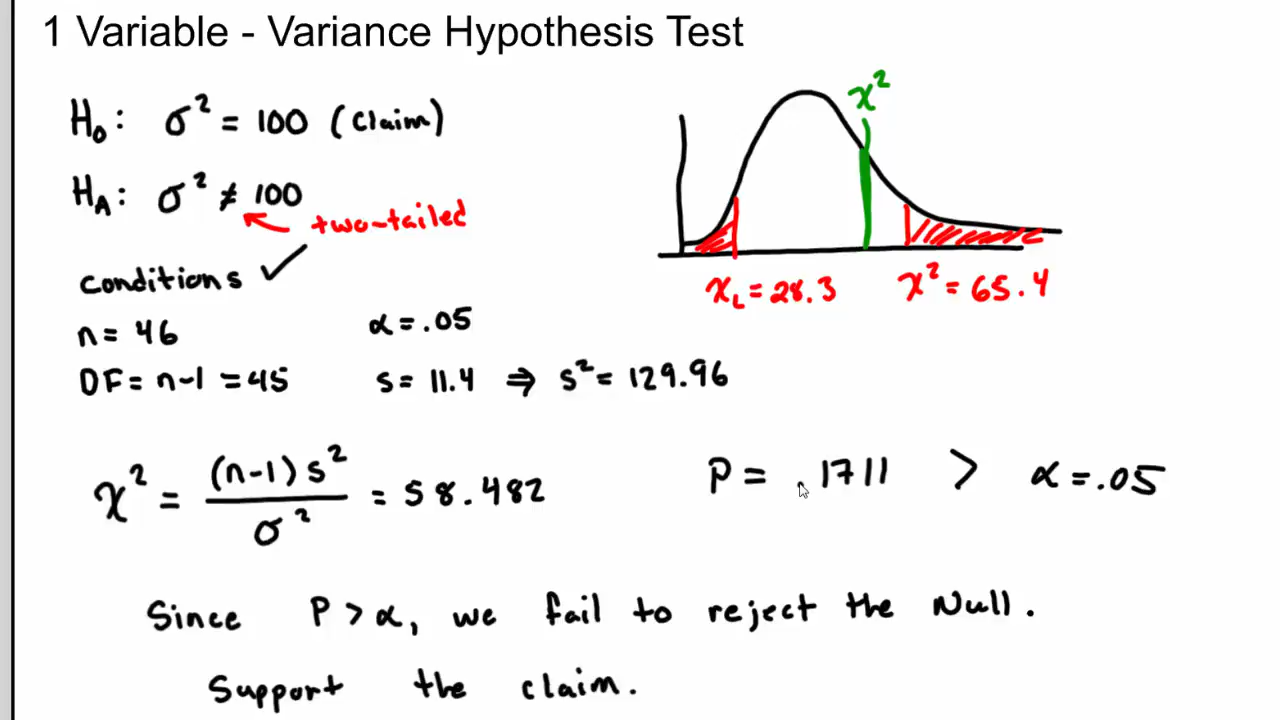 1 Variable - Variance Hypothesis Test
H₀: σ² = 100 (Claim)
H_A: σ² ≠ 100
two-tailed
conditions ✓
n = 46
α = .05
DF = n-1 = 45
s = 11.4 ⇒ s² = 129.96
χ²
χ_L = 28.3
χ² = 65.4
χ² = (n-1)s² / σ² = 58.482
P = .1711 > α = .05
Since P > α, we fail to reject the Null.
Support the claim.